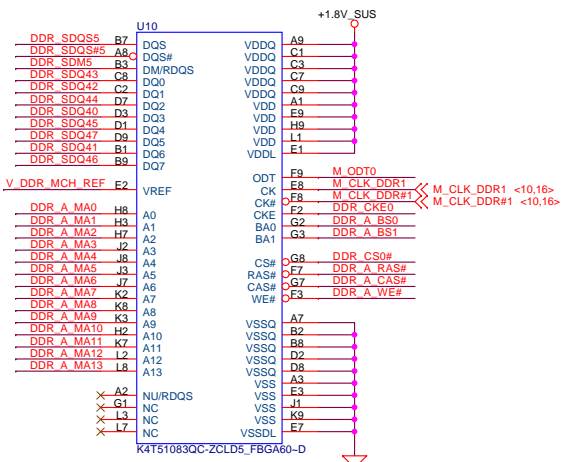 U10
+1.8V_SUS
DDR_SDQS5 B7 DQS VDDQ A9
DDR_SDQS#5 A8 DQS# VDDQ C1
DDR_SDM5 B3 DM/RDQS VDDQ C3
DDR_SDQ43 C8 DQ0 VDDQ C7
DDR_SDQ42 C2 DQ1 VDDQ C9
DDR_SDQ44 D7 DQ2 VDD A1
DDR_SDQ40 D3 DQ3 VDD E9
DDR_SDQ45 D1 DQ4 VDD H9
DDR_SDQ47 D9 DQ5 VDD L1
DDR_SDQ41 B1 DQ6 VDDL E1
DDR_SDQ46 B9 DQ7
ODT F9 M_ODT0
V_DDR_MCH_REF E2 VREF CK E8 M_CLK_DDR1 M_CLK_DDR1 <10,16>
CK# F8 M_CLK_DDR#1 M_CLK_DDR#1 <10,16>
DDR_A_MA0 H8 A0 CKE F2 DDR_CKE0
DDR_A_MA1 H3 A1 BA0 G2 DDR_A_BS0
DDR_A_MA2 H7 A2 BA1 G3 DDR_A_BS1
DDR_A_MA3 J2 A3
DDR_A_MA4 J8 A4 CS# G8 DDR_CS0#
DDR_A_MA5 J3 A5 RAS# F7 DDR_A_RAS#
DDR_A_MA6 J7 A6 CAS# G7 DDR_A_CAS#
DDR_A_MA7 K2 A7 WE# F3 DDR_A_WE#
DDR_A_MA8 K8 A8
DDR_A_MA9 K3 A9 VSSQ A7
DDR_A_MA10 H2 A10 VSSQ B2
DDR_A_MA11 K7 A11 VSSQ B8
DDR_A_MA12 L2 A12 VSSQ D2
DDR_A_MA13 L8 A13 VSSQ D8
VSS A3
A2 NU/RDQS VSS E3
G1 NC VSS J1
L3 NC VSS K9
L7 NC VSSDL E7
K4T51083QC-ZCLD5_FBGA60~D